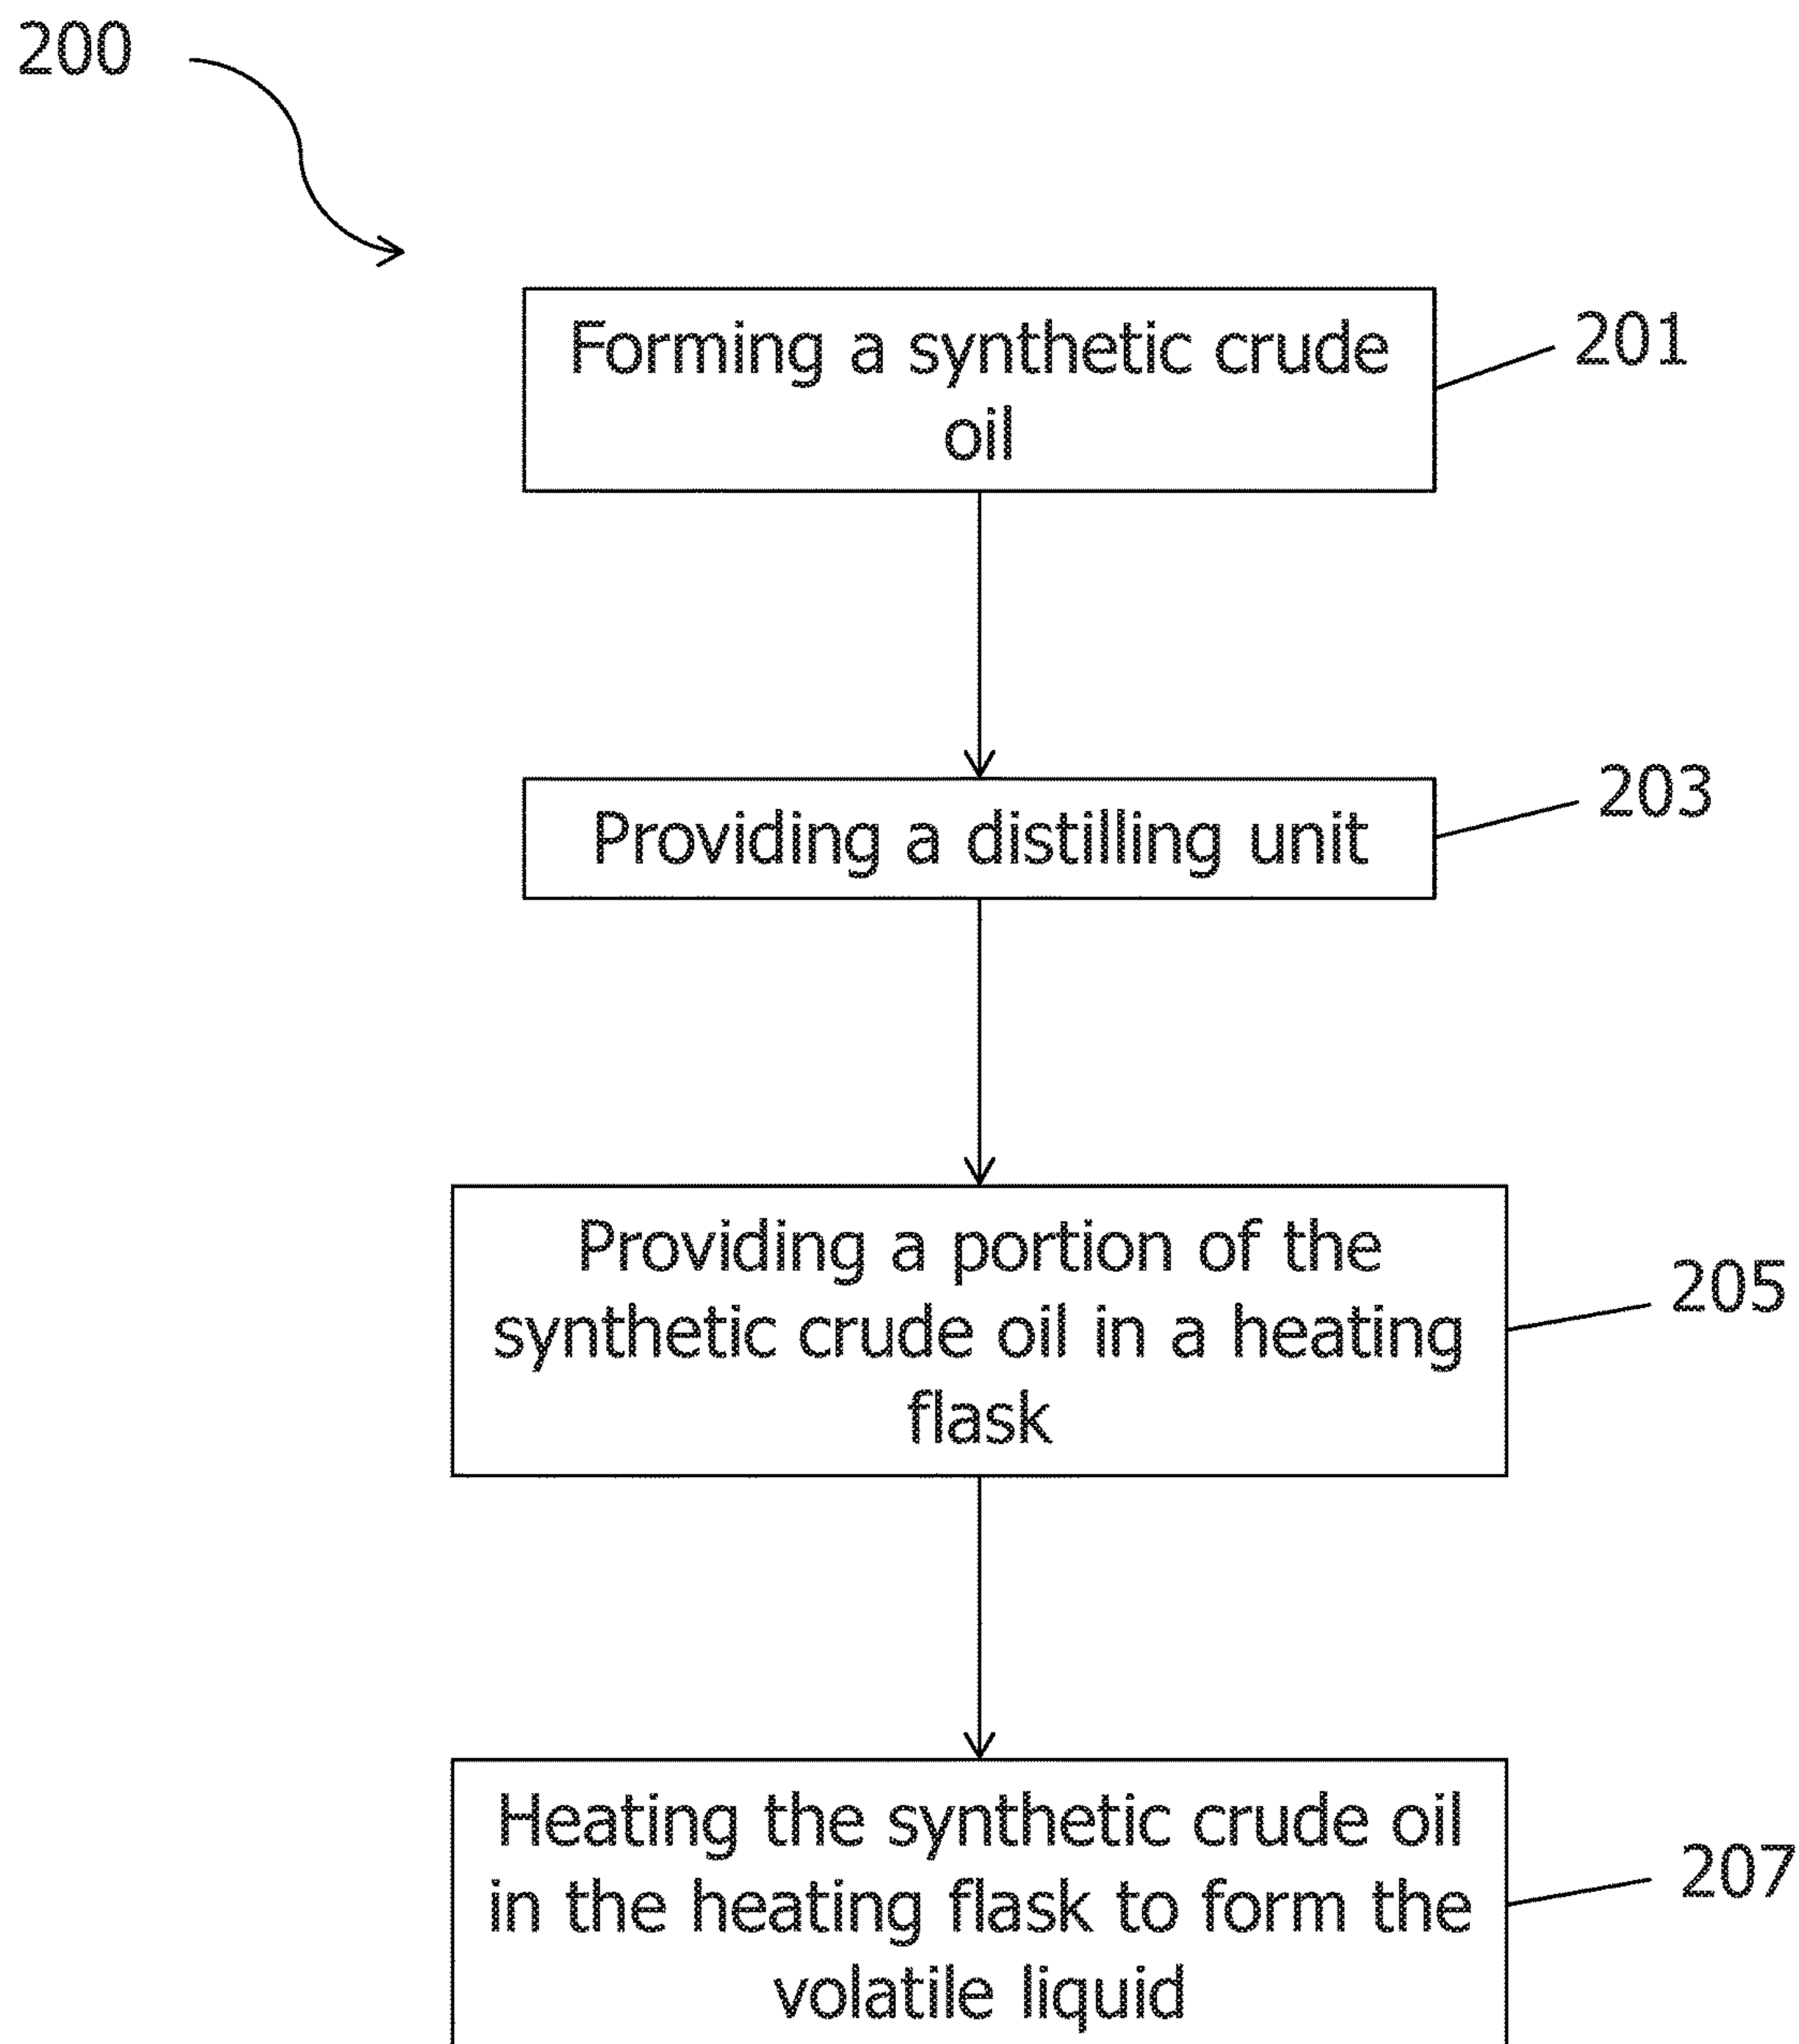 200
Forming a synthetic crude
oil
201
Providing a distilling unit
203
Providing a portion of the
synthetic crude oil in a heating
flask
205
Heating the synthetic crude oil
in the heating flask to form the
volatile liquid
207